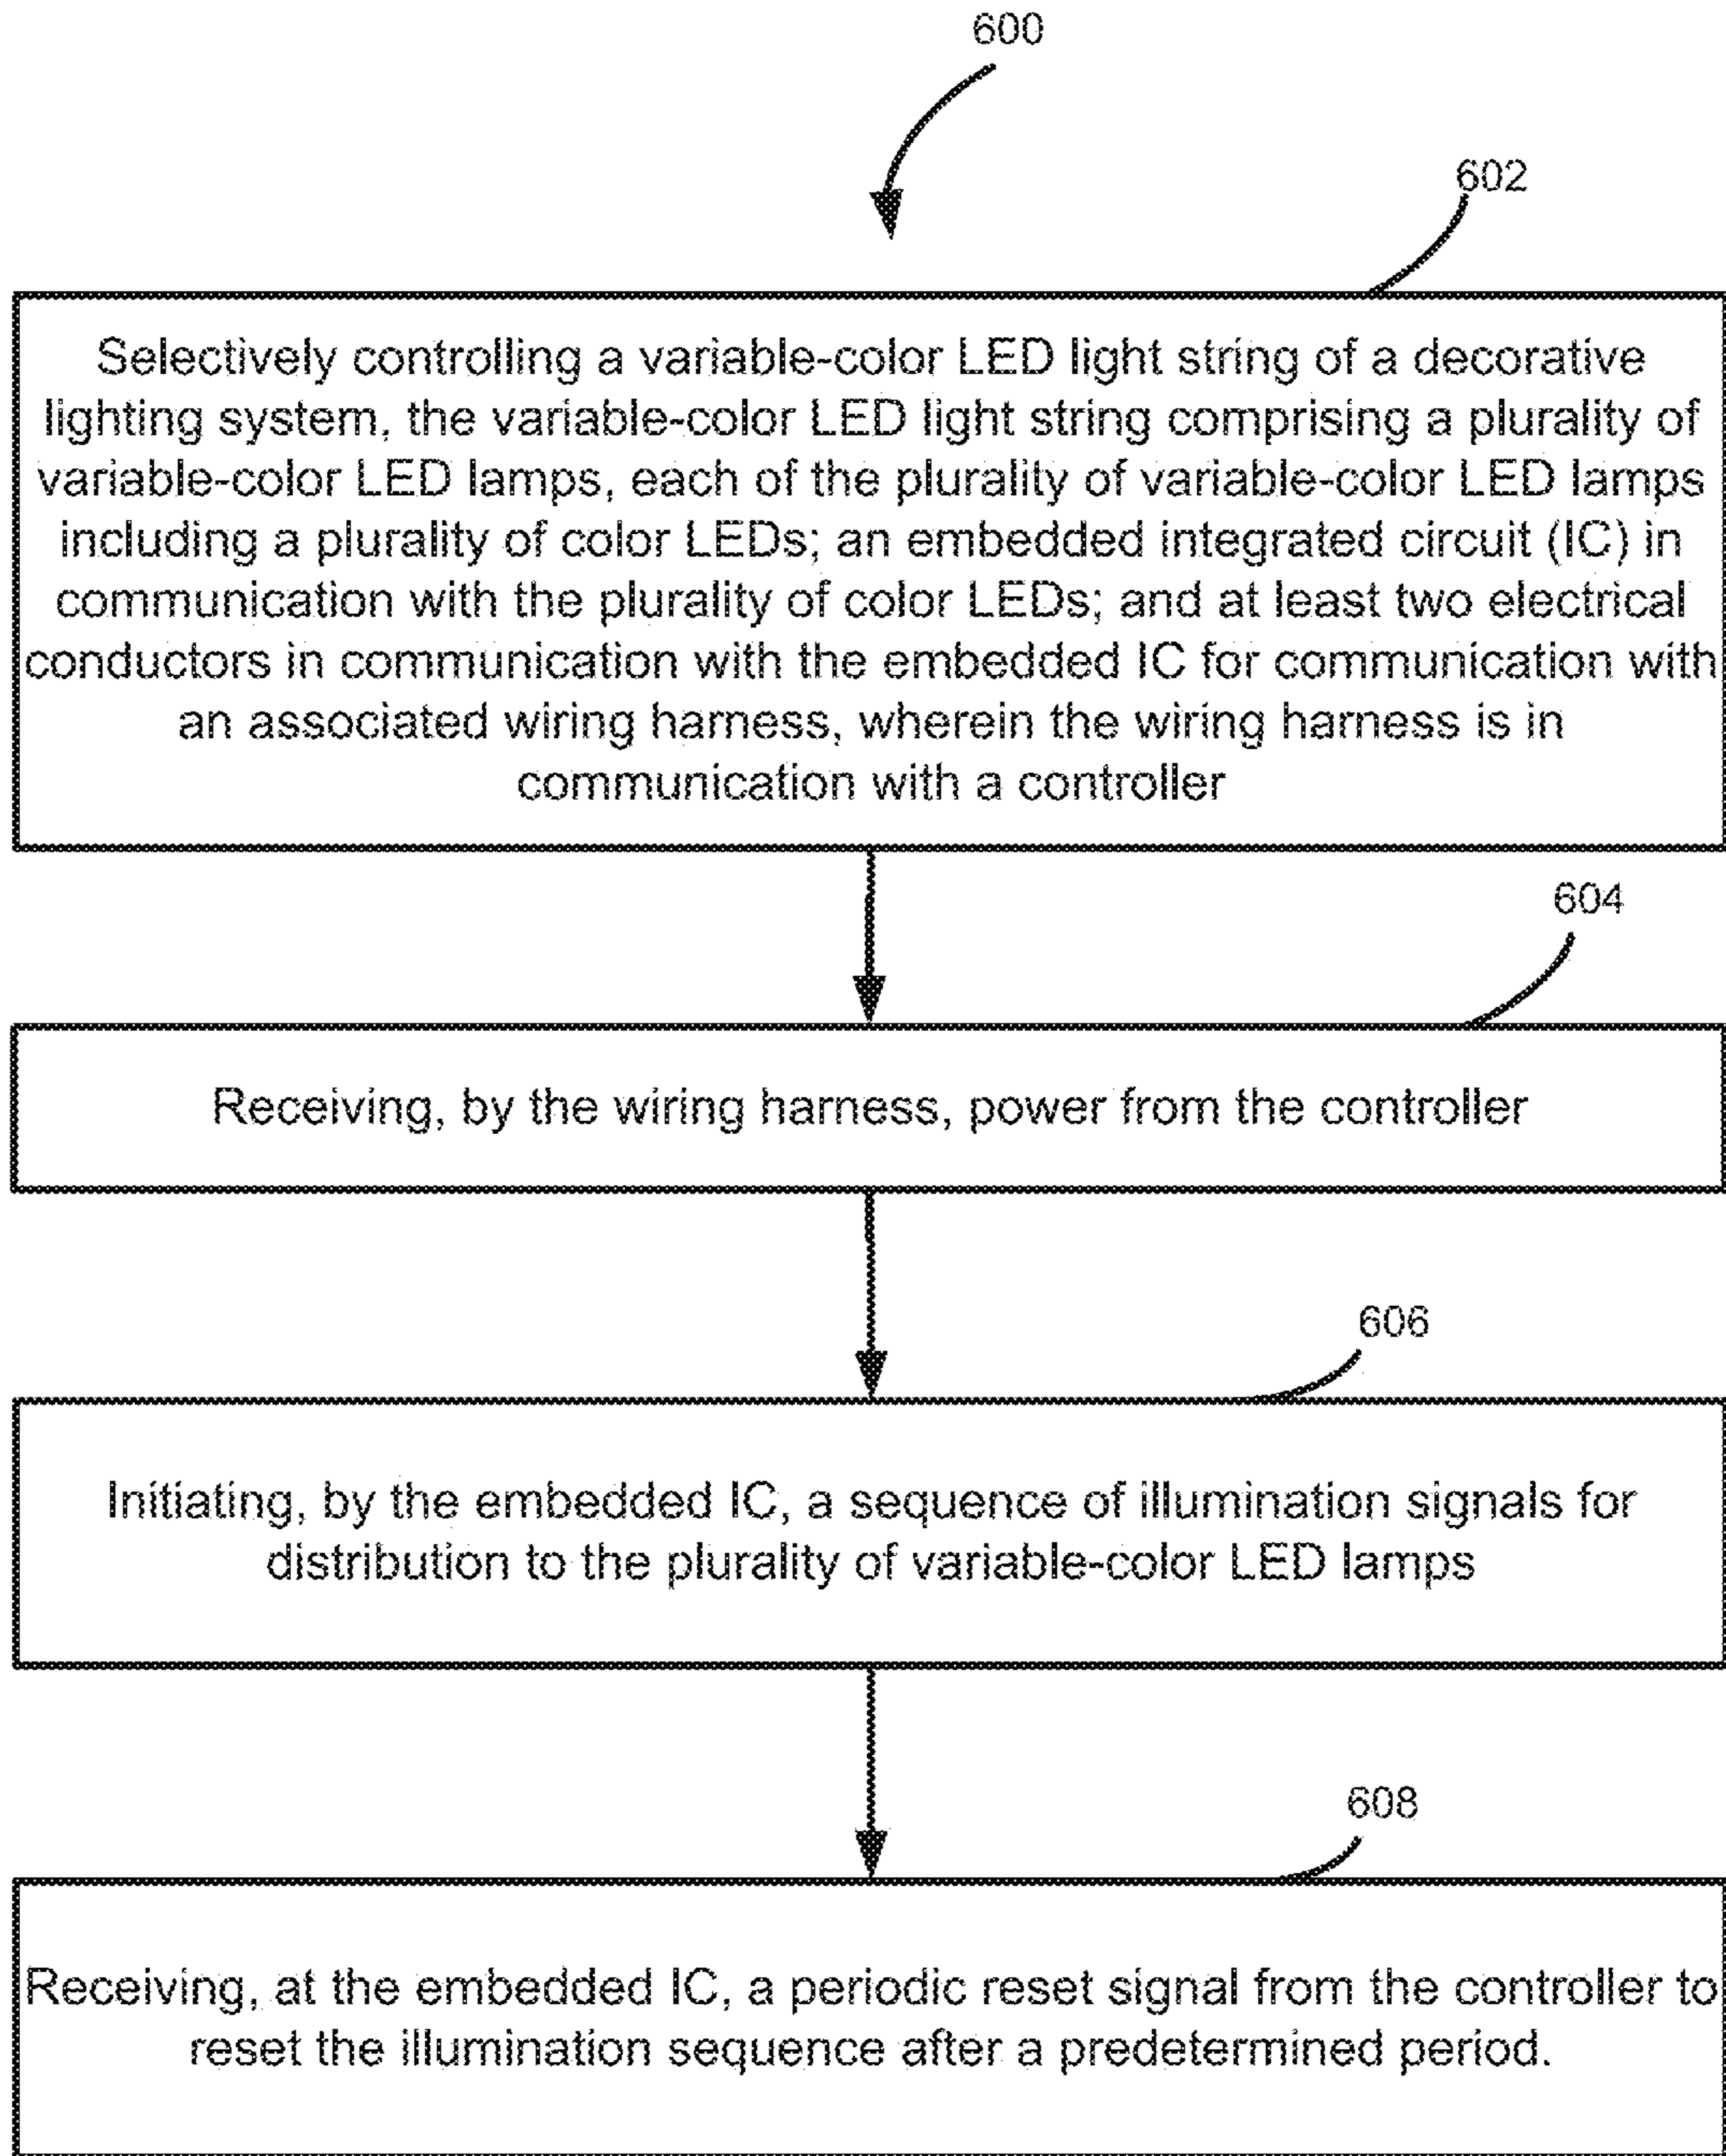 600
602
Selectively controlling a variable-color LED light string of a decorative
lighting system, the variable-color LED light string comprising a plurality of
variable-color LED lamps, each of the plurality of variable-color LED lamps
including a plurality of color LEDs; an embedded integrated circuit (IC) in
communication with the plurality of color LEDs; and at least two electrical
conductors in communication with the embedded IC for communication with
an associated wiring harness, wherein the wiring harness is in
communication with a controller
604
Receiving, by the wiring harness, power from the controller
606
Initiating, by the embedded IC, a sequence of illumination signals for
distribution to the plurality of variable-color LED lamps
608
Receiving, at the embedded IC, a periodic reset signal from the controller to
reset the illumination sequence after a predetermined period.